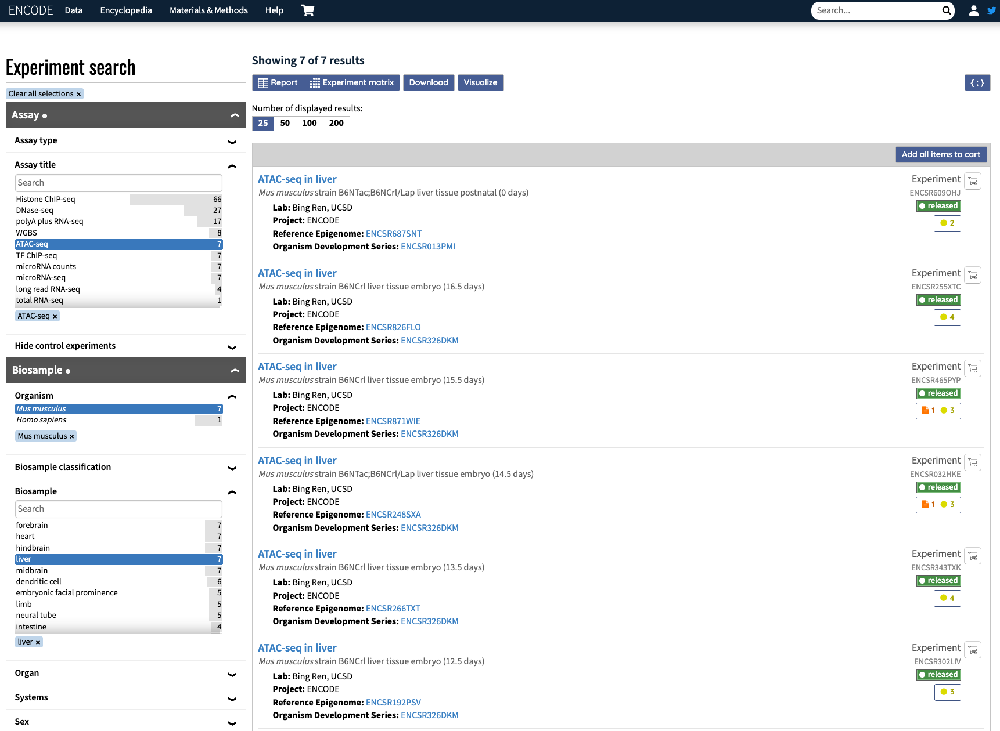 ENCODE Data Encyclopedia Materials & Methods Help Search...
Experiment search
Clear all selections ×
Assay
Assay type
Assay title
Search
Histone ChIP-seq 66
DNase-seq 27
polyA plus RNA-seq 17
WGBS 8
ATAC-seq 7
TF ChIP-seq 7
microRNA counts 7
microRNA-seq 7
long read RNA-seq 4
total RNA-seq 1
ATAC-seq ×
Hide control experiments
Biosample
Organism
Mus musculus 7
Homo sapiens 1
Mus musculus ×
Biosample classification
Biosample
Search
forebrain 7
heart 7
hindbrain 7
liver 7
midbrain 7
dendritic cell 6
embryonic facial prominence 5
limb 5
neural tube 5
intestine 4
liver ×
Organ
Systems
Sex
Showing 7 of 7 results
Report Experiment matrix Download Visualize {;}
Number of displayed results:
25 50 100 200
Add all items to cart
ATAC-seq in liver Experiment
Mus musculus strain B6NTac;B6NCrl/Lap liver tissue postnatal (0 days) ENCSR609OHJ
Lab: Bing Ren, UCSD released
Project: ENCODE 2
Reference Epigenome: ENCSR687SNT
Organism Development Series: ENCSR013PMI
ATAC-seq in liver Experiment
Mus musculus strain B6NCrl liver tissue embryo (16.5 days) ENCSR255XTC
Lab: Bing Ren, UCSD released
Project: ENCODE 4
Reference Epigenome: ENCSR826FLO
Organism Development Series: ENCSR326DKM
ATAC-seq in liver Experiment
Mus musculus strain B6NCrl liver tissue embryo (15.5 days) ENCSR465PYP
Lab: Bing Ren, UCSD released
Project: ENCODE 1 3
Reference Epigenome: ENCSR871WIE
Organism Development Series: ENCSR326DKM
ATAC-seq in liver Experiment
Mus musculus strain B6NTac;B6NCrl/Lap liver tissue embryo (14.5 days) ENCSR032HKE
Lab: Bing Ren, UCSD released
Project: ENCODE 1 3
Reference Epigenome: ENCSR248SXA
Organism Development Series: ENCSR326DKM
ATAC-seq in liver Experiment
Mus musculus strain B6NCrl liver tissue embryo (13.5 days) ENCSR343TXK
Lab: Bing Ren, UCSD released
Project: ENCODE 4
Reference Epigenome: ENCSR266TXT
Organism Development Series: ENCSR326DKM
ATAC-seq in liver Experiment
Mus musculus strain B6NCrl liver tissue embryo (12.5 days) ENCSR302LIV
Lab: Bing Ren, UCSD released
Project: ENCODE 3
Reference Epigenome: ENCSR192PSV
Organism Development Series: ENCSR326DKM